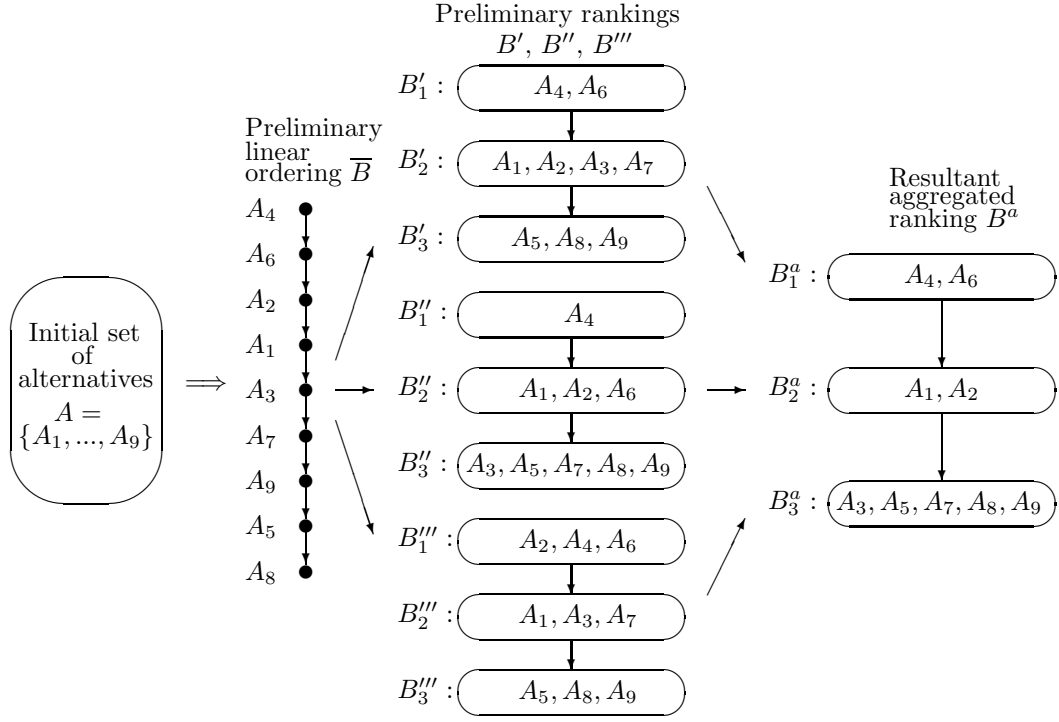 Preliminary rankings
B′, B″, B‴
B′₁ : A₄, A₆
B′₂ : A₁, A₂, A₃, A₇
B′₃ : A₅, A₈, A₉
B″₁ : A₄
B″₂ : A₁, A₂, A₆
B″₃ : A₃, A₅, A₇, A₈, A₉
B‴₁ : A₂, A₄, A₆
B‴₂ : A₁, A₃, A₇
B‴₃ : A₅, A₈, A₉
Preliminary
linear
ordering B̅
A₄
A₆
A₂
A₁
A₃
A₇
A₉
A₅
A₈
Initial set
of
alternatives
A =
{A₁, ..., A₉}
⟹
Resultant
aggregated
ranking Bᵃ
Bᵃ₁ : A₄, A₆
Bᵃ₂ : A₁, A₂
Bᵃ₃ : A₃, A₅, A₇, A₈, A₉